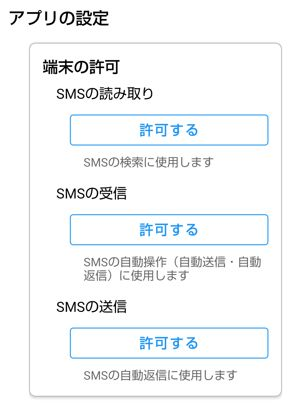 アプリの設定
端末の許可
SMSの読み取り
許可する
SMSの検索に使用します
SMSの受信
許可する
SMSの自動操作（自動送信・自動
返信）に使用します
SMSの送信
許可する
SMSの自動返信に使用します